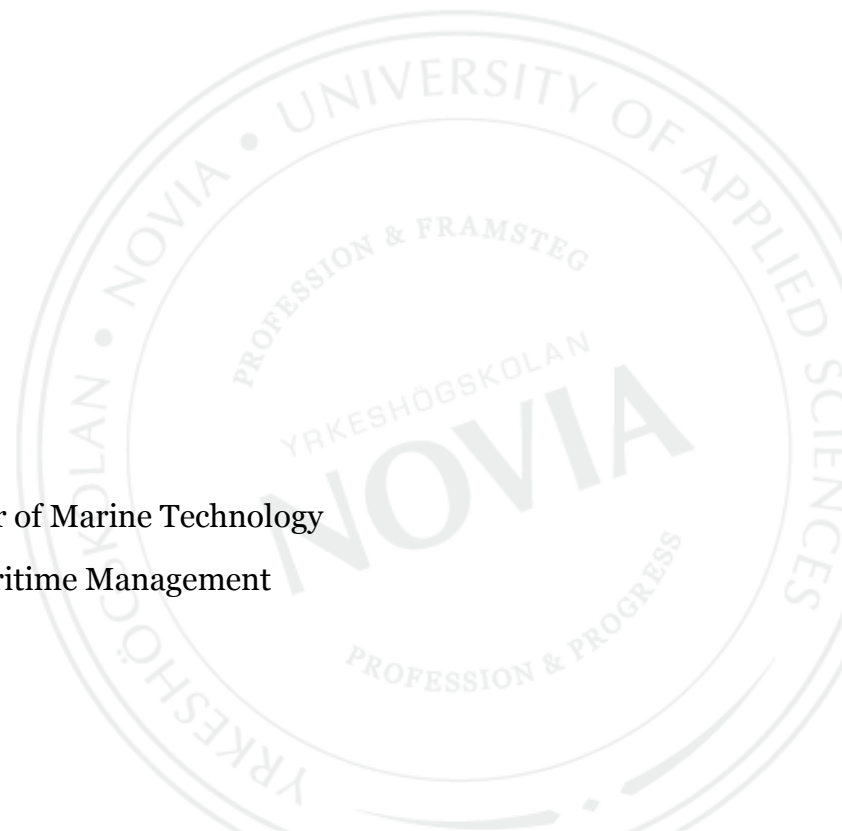 YRKESHÖGSKOLAN • NOVIA • UNIVERSITY OF APPLIED SCIENCES
PROFESSION & FRAMSTEG
YRKESHÖGSKOLAN
NOVIA
r of Marine Technology
ritime Management
PROFESSION & PROGRESS